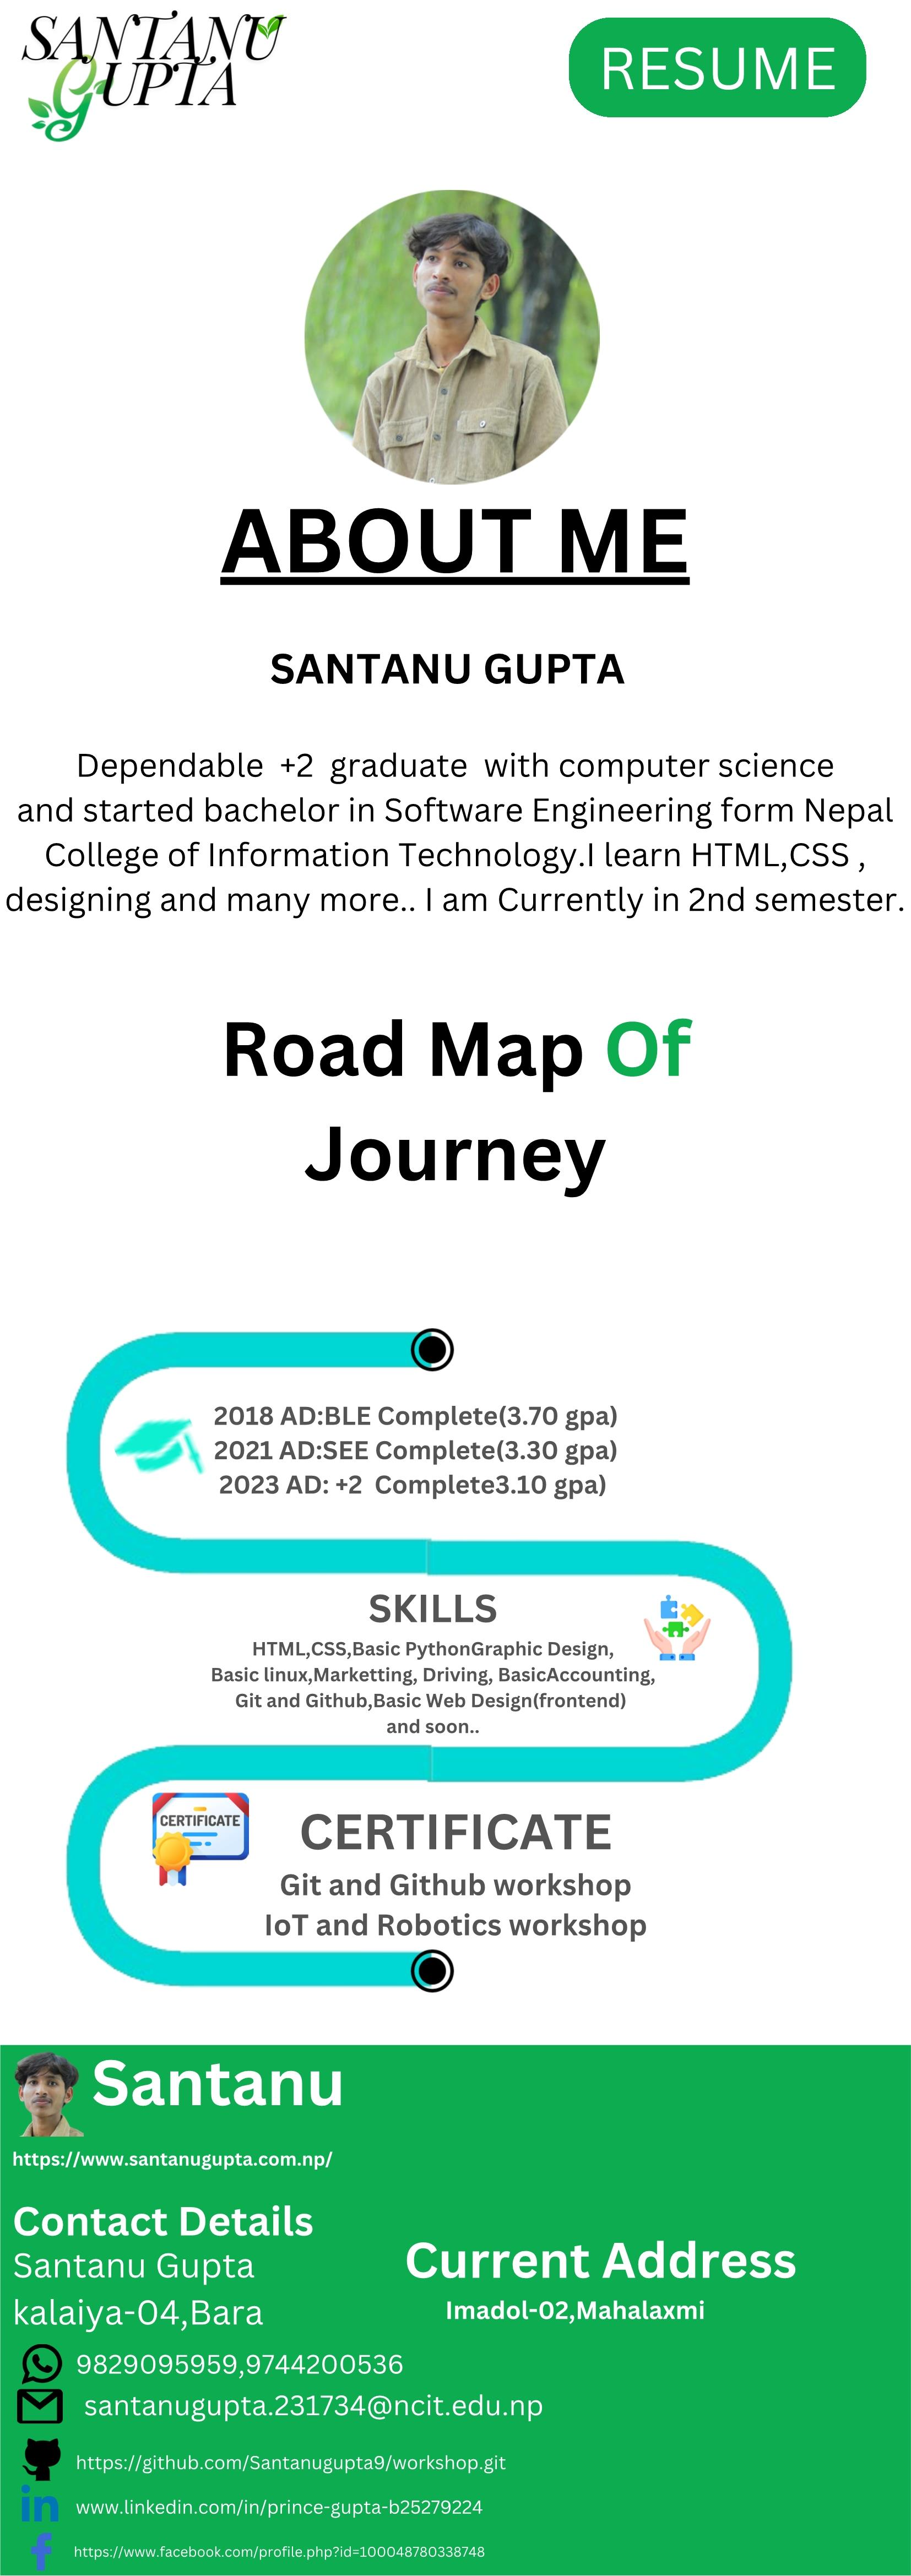 SANTANU
GUPTA
RESUME
ABOUT ME
SANTANU GUPTA
Dependable +2 graduate with computer science
and started bachelor in Software Engineering form Nepal
College of Information Technology.I learn HTML,CSS ,
designing and many more.. I am Currently in 2nd semester.
Road Map Of
Journey
2018 AD:BLE Complete(3.70 gpa)
2021 AD:SEE Complete(3.30 gpa)
2023 AD: +2 Complete3.10 gpa)
SKILLS
HTML,CSS,Basic PythonGraphic Design,
Basic linux,Marketting, Driving, BasicAccounting,
Git and Github,Basic Web Design(frontend)
and soon..
CERTIFICATE
CERTIFICATE
Git and Github workshop
IoT and Robotics workshop
Santanu
https://www.santanugupta.com.np/
Contact Details
Santanu Gupta
kalaiya-04,Bara
Current Address
Imadol-02,Mahalaxmi
9829095959,9744200536
santanugupta.231734@ncit.edu.np
https://github.com/Santanugupta9/workshop.git
in www.linkedin.com/in/prince-gupta-b25279224
f https://www.facebook.com/profile.php?id=100048780338748